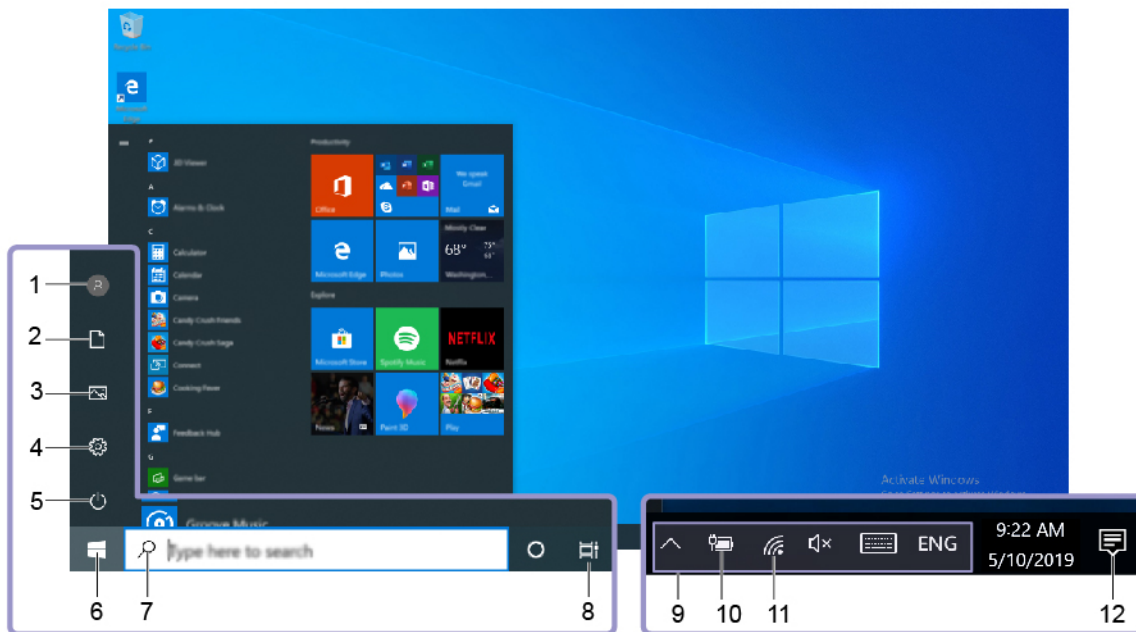 Recycle Bin
Microsoft Edge
#
3D Viewer
A
Alarms & Clock
C
Calculator
Calendar
Camera
Candy Crush Friends
Candy Crush Saga
Connect
Cooking Fever
F
Feedback Hub
G
Game bar
Groove Music
Productivity
Office
We speak Gmail
Mail
Microsoft Edge
Photos
Mostly Clear
68° 75°
Washington...
Explore
Microsoft Store
Spotify Music
NETFLIX
Netflix
News
Paint 3D
Play
Activate Windows
1
2
3
4
5
Type here to search
6
7
8
ENG
9:22 AM
5/10/2019
9
10
11
12